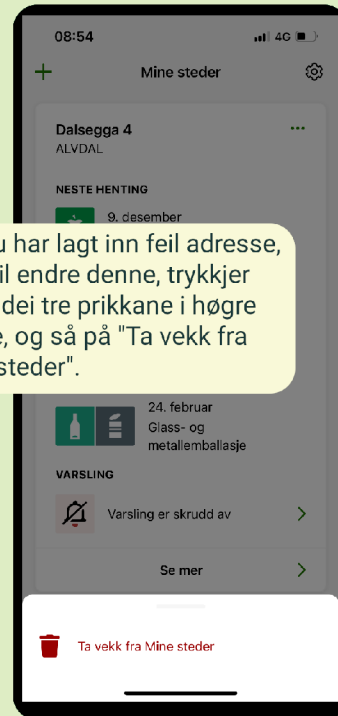 08:54
4G
Mine steder
Dalsegga 4
ALVDAL
NESTE HENTING
9. desember
har lagt inn feil adresse,
endre denne, trykkjer
dei tre prikkane i høgre
og så på "Ta vekk fra
steder".
24. februar
Glass- og
metallemballasje
VARSLING
Varsling er skrudd av
Se mer
Ta vekk fra Mine steder